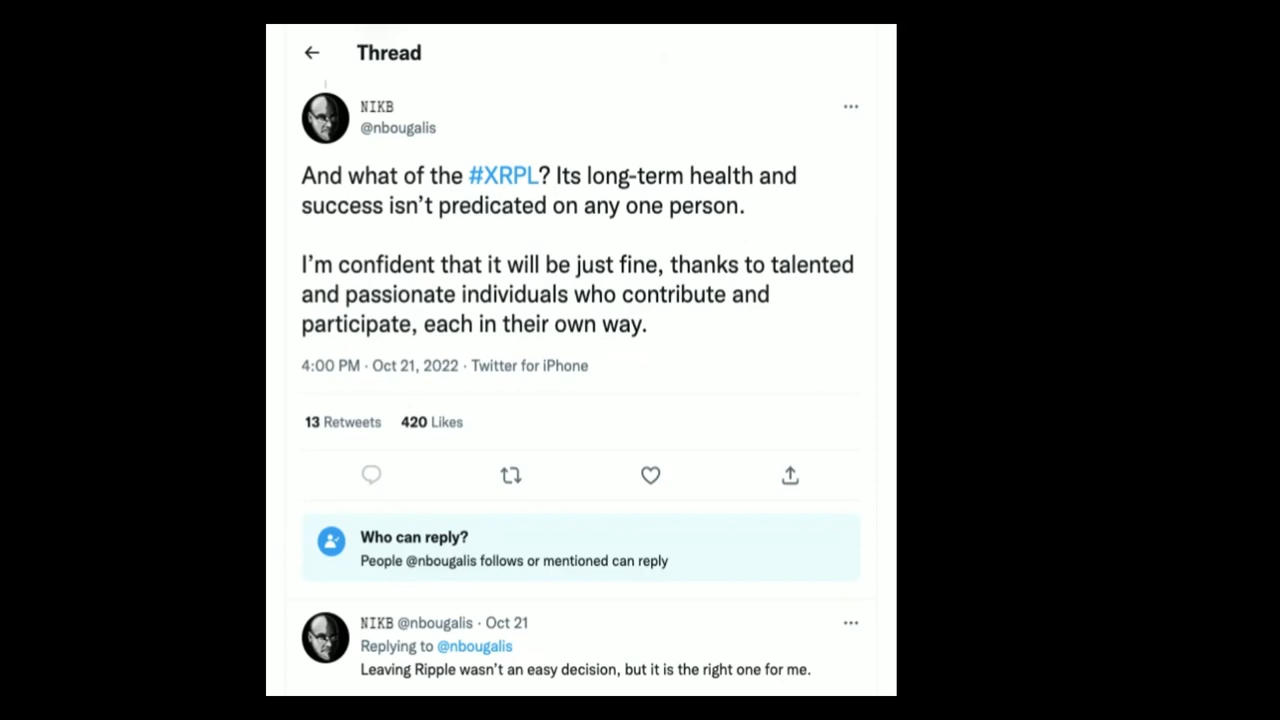 Thread
NIKB
@nbougalis
And what of the #XRPL? Its long-term health and
success isn't predicated on any one person.
I'm confident that it will be just fine, thanks to talented
and passionate individuals who contribute and
participate, each in their own way.
4:00 PM · Oct 21, 2022 · Twitter for iPhone
13 Retweets 420 Likes
Who can reply?
People @nbougalis follows or mentioned can reply
NIKB @nbougalis · Oct 21
Replying to @nbougalis
Leaving Ripple wasn't an easy decision, but it is the right one for me.